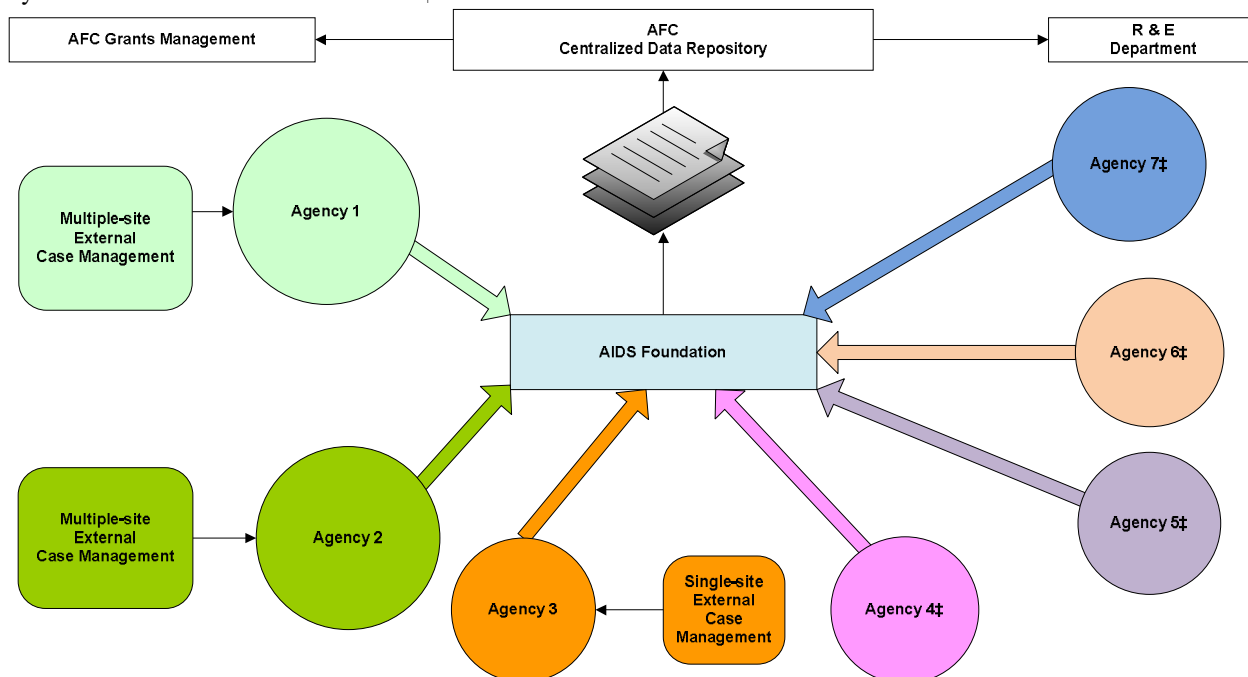 AFC Grants Management
AFC
Centralized Data Repository
R & E
Department
Agency 7‡
Agency 1
Multiple-site
External
Case Management
AIDS Foundation
Agency 6‡
Multiple-site
External
Case Management
Agency 2
Agency 5‡
Agency 3
Single-site
External
Case
Management
Agency 4‡